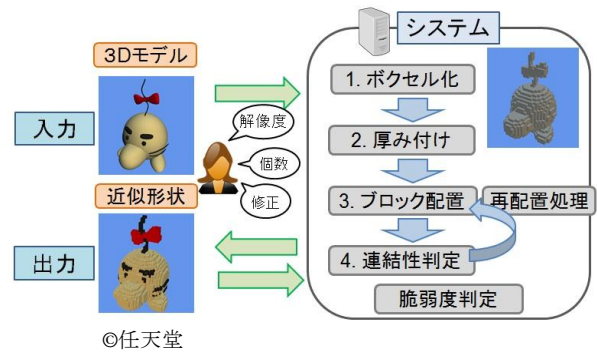 システム
3Dモデル
1. ボクセル化
入力
解像度
2. 厚み付け
個数
近似形状
修正
3. ブロック配置
再配置処理
出力
4. 連結性判定
脆弱度判定
©任天堂